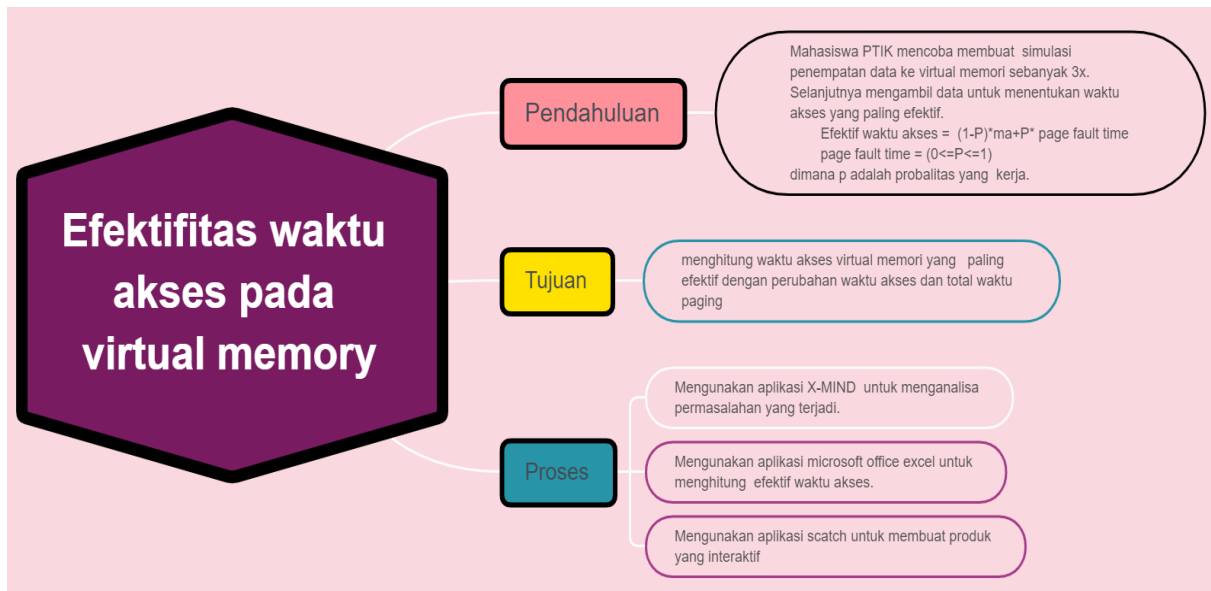 Efektifitas waktu
akses pada
virtual memory
Pendahuluan
Mahasiswa PTIK mencoba membuat simulasi
penempatan data ke virtual memori sebanyak 3x.
Selanjutnya mengambil data untuk menentukan waktu
akses yang paling efektif.
Efektif waktu akses = (1-P)*ma+P* page fault time
page fault time = (0<=P<=1)
dimana p adalah probalitas yang kerja.
Tujuan
menghitung waktu akses virtual memori yang paling
efektif dengan perubahan waktu akses dan total waktu
paging
Proses
Mengunakan aplikasi X-MIND untuk menganalisa
permasalahan yang terjadi.
Mengunakan aplikasi microsoft office excel untuk
menghitung efektif waktu akses.
Mengunakan aplikasi scatch untuk membuat produk
yang interaktif